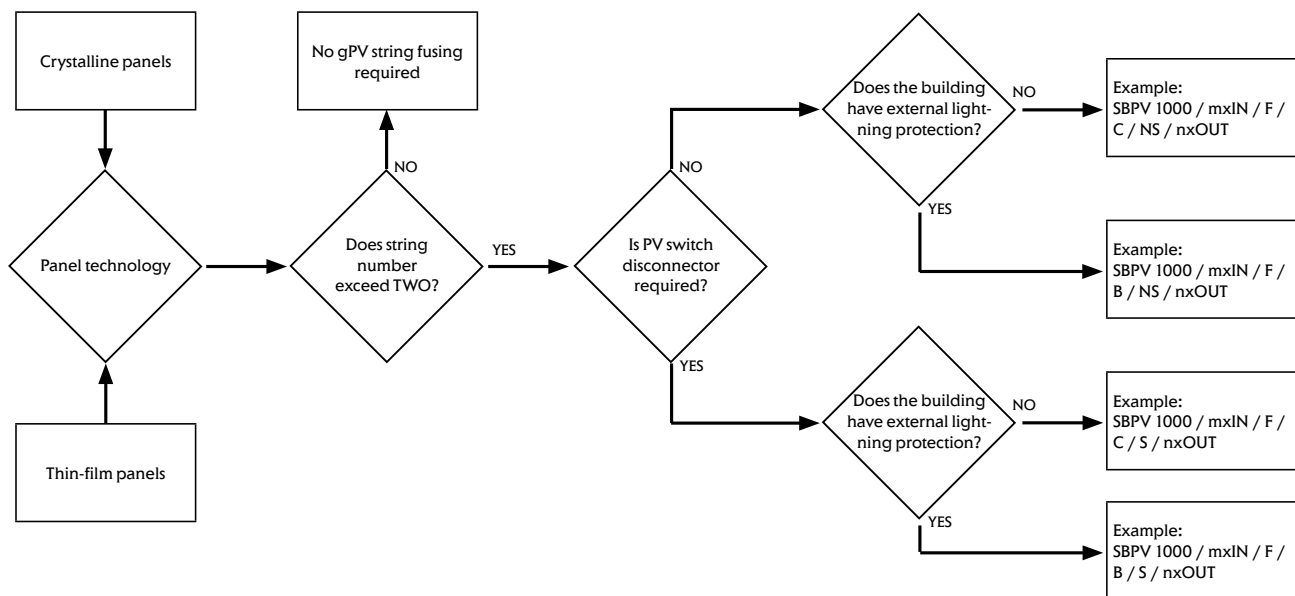 Crystalline panels
No gPV string fusing
required
Does the building
have external light-
ning protection?
NO
Example:
SBPV 1000 / mxIN / F /
C / NS / nxOUT
NO
NO
YES
Panel technology
Does string
number
exceed TWO?
YES
Is PV switch
disconnector
required?
Example:
SBPV 1000 / mxIN / F /
B / NS / nxOUT
YES
Thin-film panels
Does the building
have external light-
ning protection?
NO
Example:
SBPV 1000 / mxIN / F /
C / S / nxOUT
YES
Example:
SBPV 1000 / mxIN / F /
B / S / nxOUT